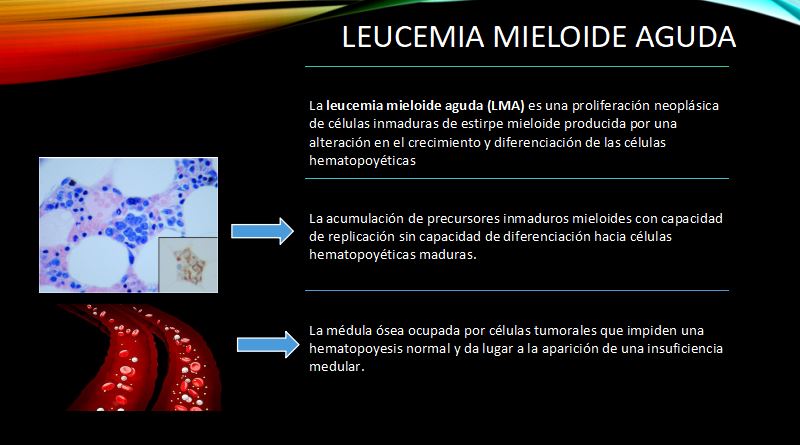 LEUCEMIA MIELOIDE AGUDA
La leucemia mieloide aguda (LMA) es una proliferación neoplásica
de células inmaduras de estirpe mieloide producida por una
alteración en el crecimiento y diferenciación de las células
hematopoyéticas
La acumulación de precursores inmaduros mieloides con capacidad
de replicación sin capacidad de diferenciación hacia células
hematopoyéticas maduras.
La médula ósea ocupada por células tumorales que impiden una
hematopoyesis normal y da lugar a la aparición de una insuficiencia
medular.